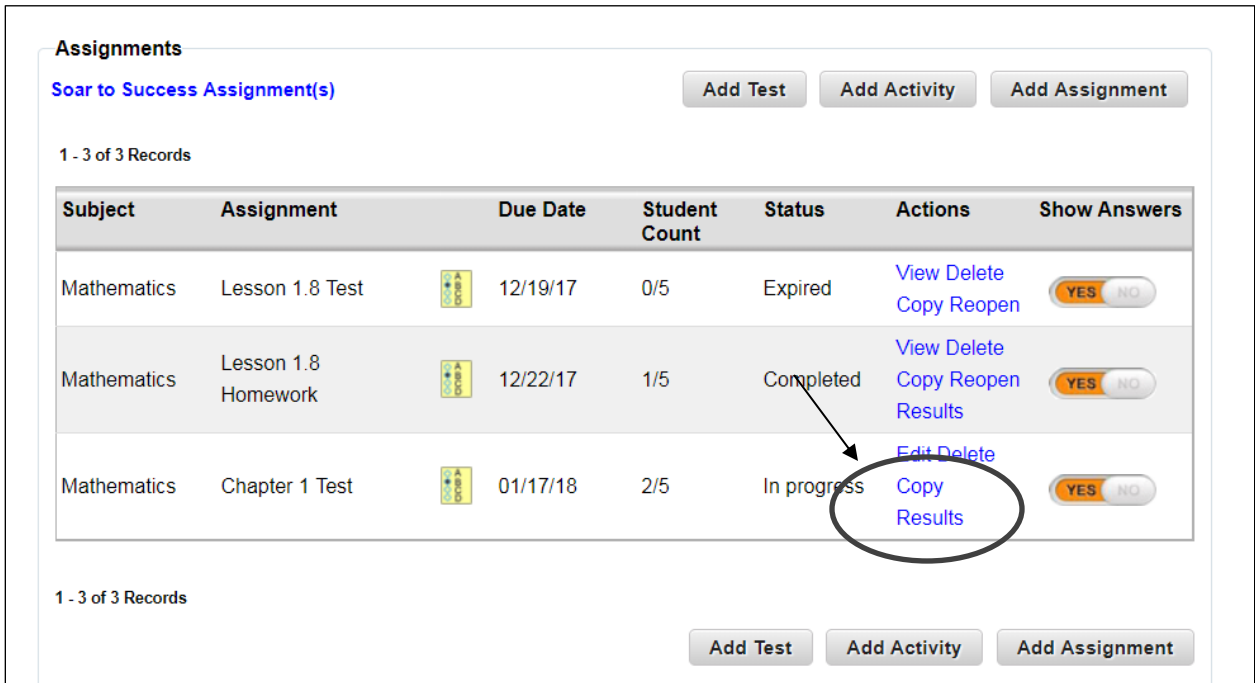 Assignments
Soar to Success Assignment(s)
Add Test
Add Activity
Add Assignment
1 - 3 of 3 Records
Subject
Assignment
Due Date
Student
Count
Status
Actions
Show Answers
Mathematics
Lesson 1.8 Test
A
B
C
D
12/19/17
0/5
Expired
View Delete
Copy Reopen
YES NO
Mathematics
Lesson 1.8
Homework
A
B
C
D
12/22/17
1/5
Completed
View Delete
Copy Reopen
Results
YES NO
Mathematics
Chapter 1 Test
A
B
C
D
01/17/18
2/5
In progress
Edit Delete
Copy
Results
YES NO
1 - 3 of 3 Records
Add Test
Add Activity
Add Assignment